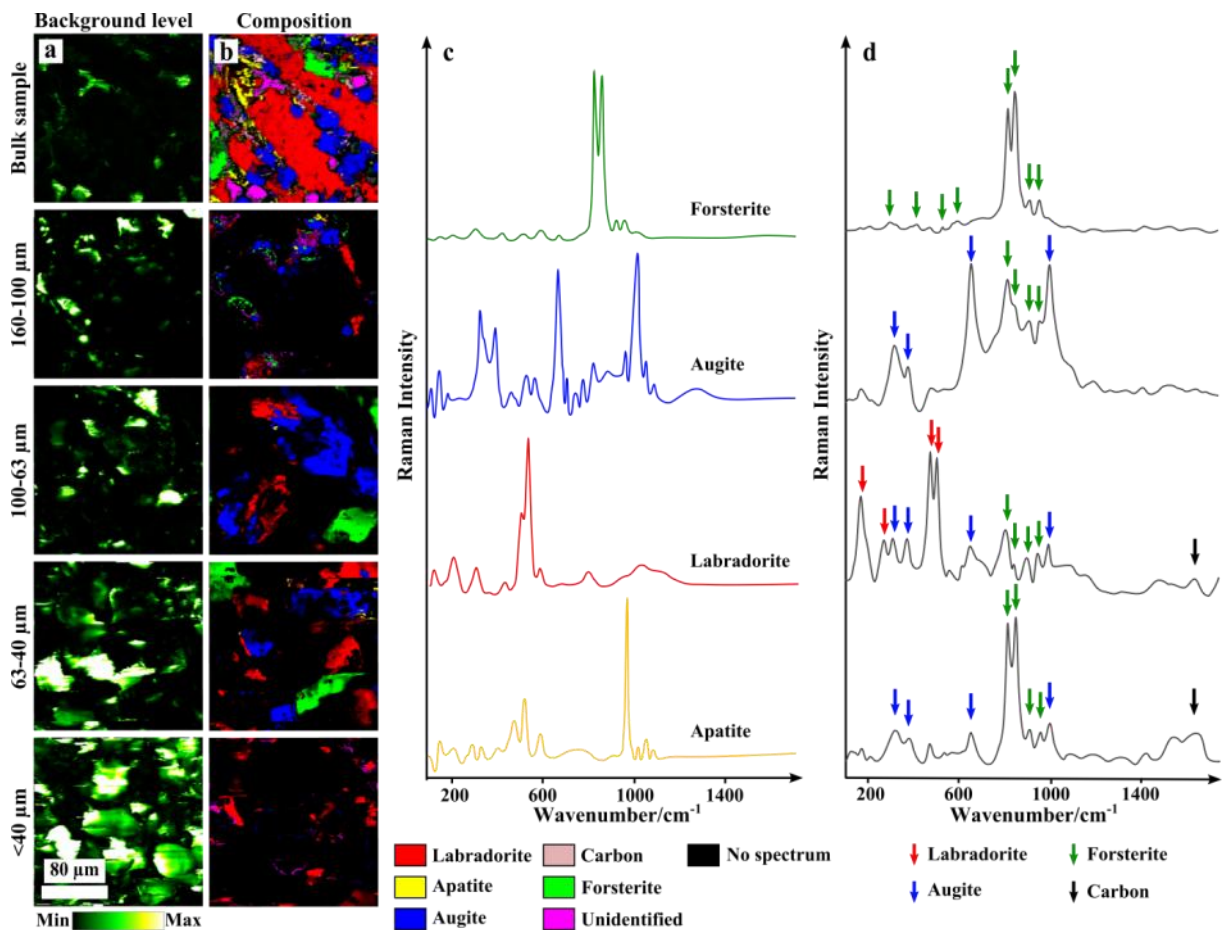 Background level
Composition
a
b
c
d
Bulk sample
160-100 µm
100-63 µm
63-40 µm
<40 µm
80 µm
Min
Max
Raman Intensity
Forsterite
Augite
Labradorite
Apatite
200
600
1000
1400
Wavenumber/cm⁻¹
Raman Intensity
200
600
1000
1400
Wavenumber/cm⁻¹
Labradorite
Carbon
No spectrum
Apatite
Forsterite
Augite
Unidentified
Labradorite
Forsterite
Augite
Carbon